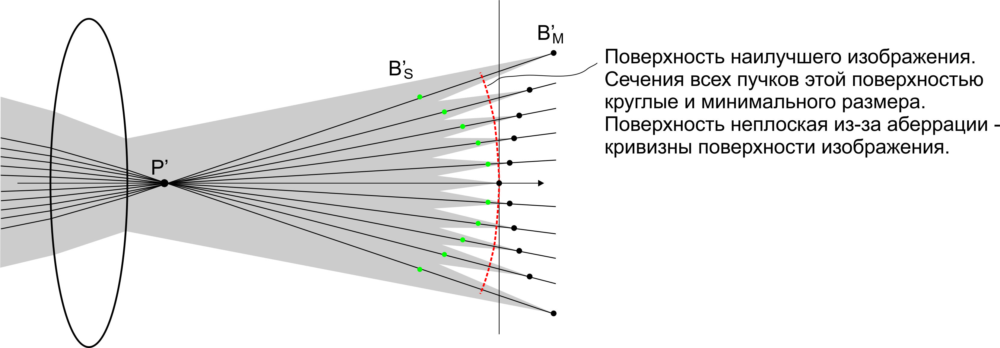 B’M
B’S
P’
Поверхность наилучшего изображения.
Сечения всех пучков этой поверхностью
круглые и минимального размера.
Поверхность неплоская из-за аберрации -
кривизны поверхности изображения.